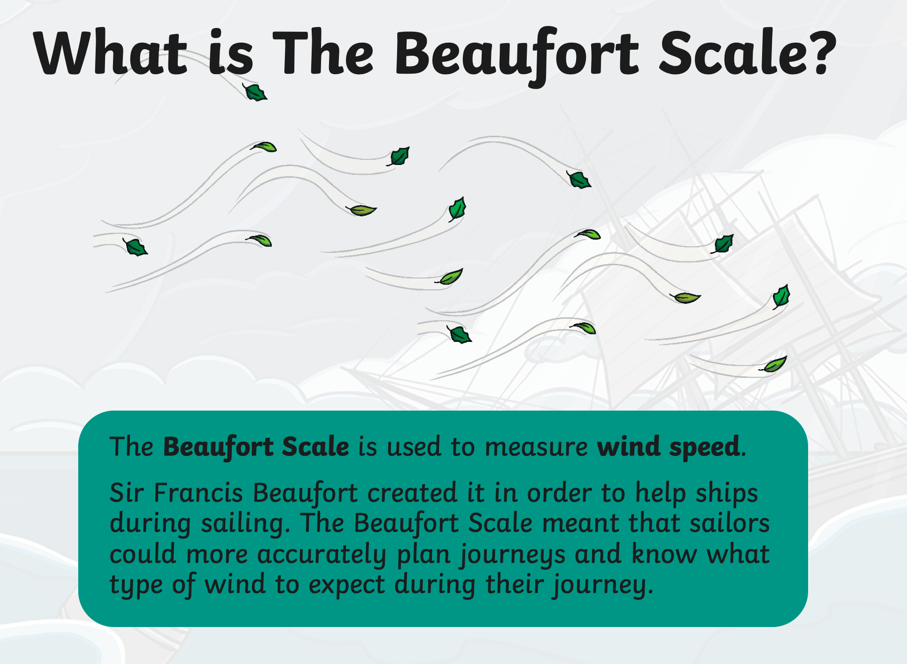 What is The Beaufort Scale?
The Beaufort Scale is used to measure wind speed.
Sir Francis Beaufort created it in order to help ships
during sailing. The Beaufort Scale meant that sailors
could more accurately plan journeys and know what
type of wind to expect during their journey.